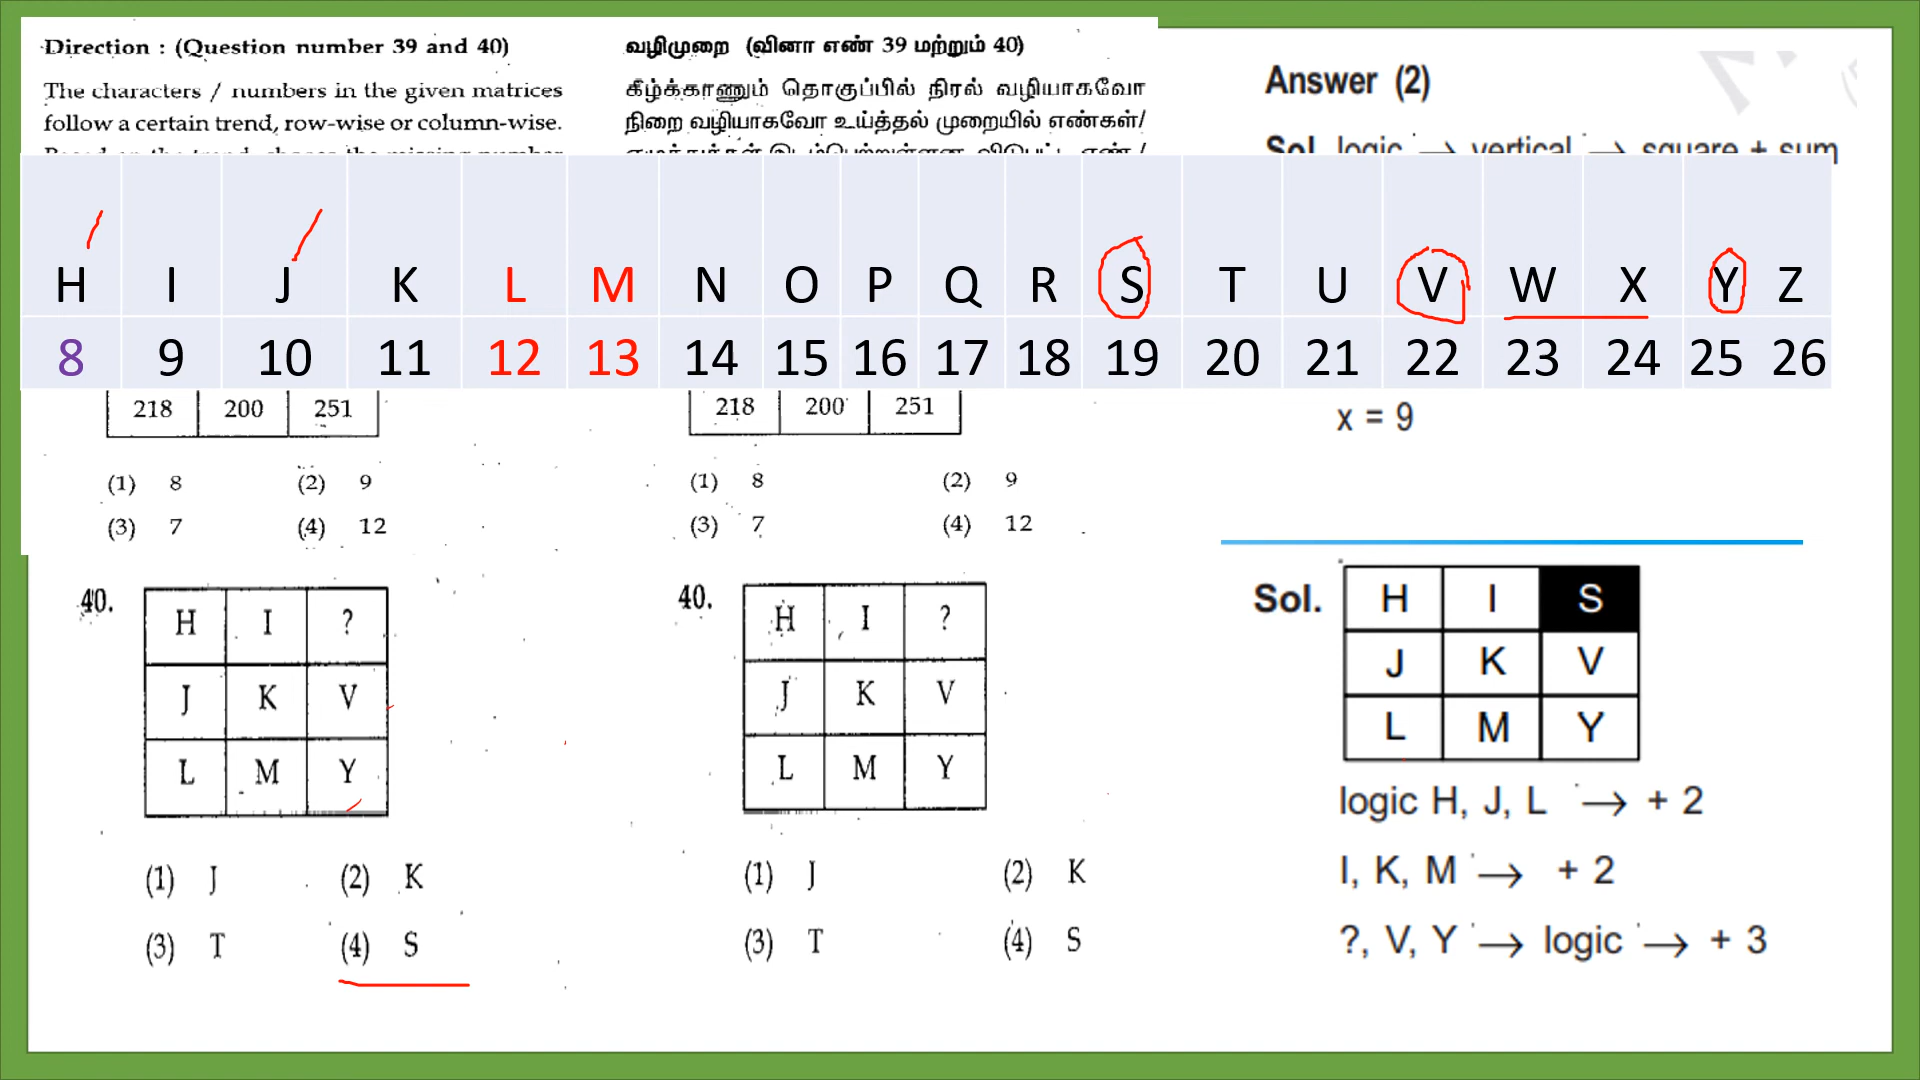 Direction : (Question number 39 and 40)
The characters / numbers in the given matrices
follow a certain trend, row-wise or column-wise.
வழிமுறை (வினா எண் 39 மற்றும் 40)
கீழ்க்காணும் தொகுப்பில் நிரல் வழியாகவோ
நிறை வழியாகவோ உய்த்தல் முறையில் எண்கள்/
Answer (2)
Sol. logic → vertical → square + sum
H I J K L M N O P Q R S T U V W X Y Z
8 9 10 11 12 13 14 15 16 17 18 19 20 21 22 23 24 25 26
218 200 251
(1) 8 (2) 9
(3) 7 (4) 12
218 200 251
(1) 8 (2) 9
(3) 7 (4) 12
x = 9
40.
H I ?
J K V
L M Y
(1) J (2) K
(3) T (4) S
40.
H I ?
J K V
L M Y
(1) J (2) K
(3) T (4) S
Sol.
H I S
J K V
L M Y
logic H, J, L → + 2
I, K, M → + 2
?, V, Y → logic → + 3